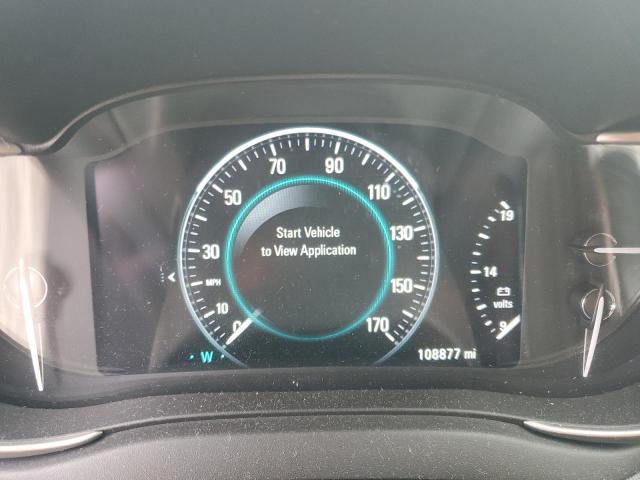 70 90
50 110
30 130
MPH
10 150
0 170
Start Vehicle
to View Application
19
14
volts
9
W
108877 mi